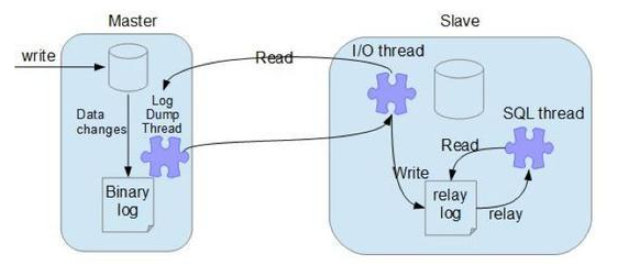 Master
Slave
write
Read
I/O thread
Log
Dump
Thread
Data
changes
SQL thread
Read
Write
Binary
log
relay
log
relay